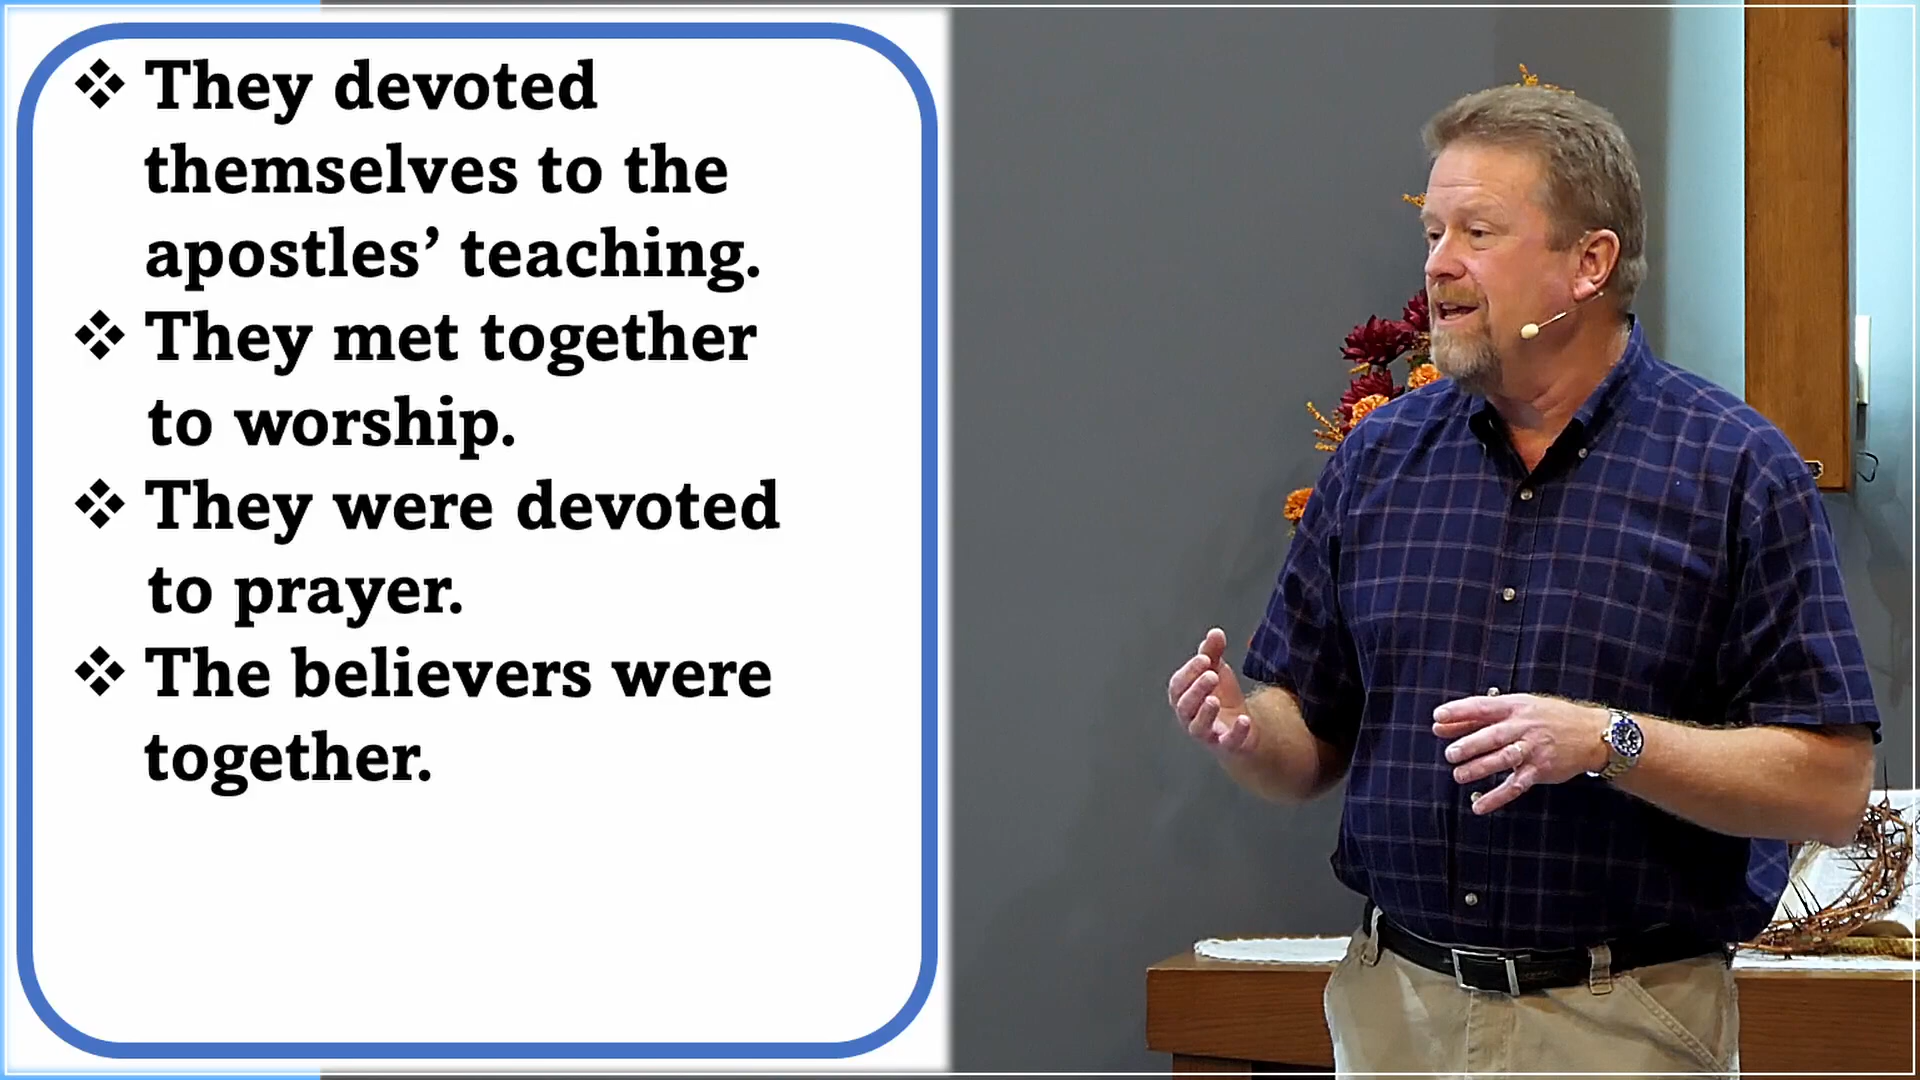 ❖ They devoted
themselves to the
apostles’ teaching.
❖ They met together
to worship.
❖ They were devoted
to prayer.
❖ The believers were
together.